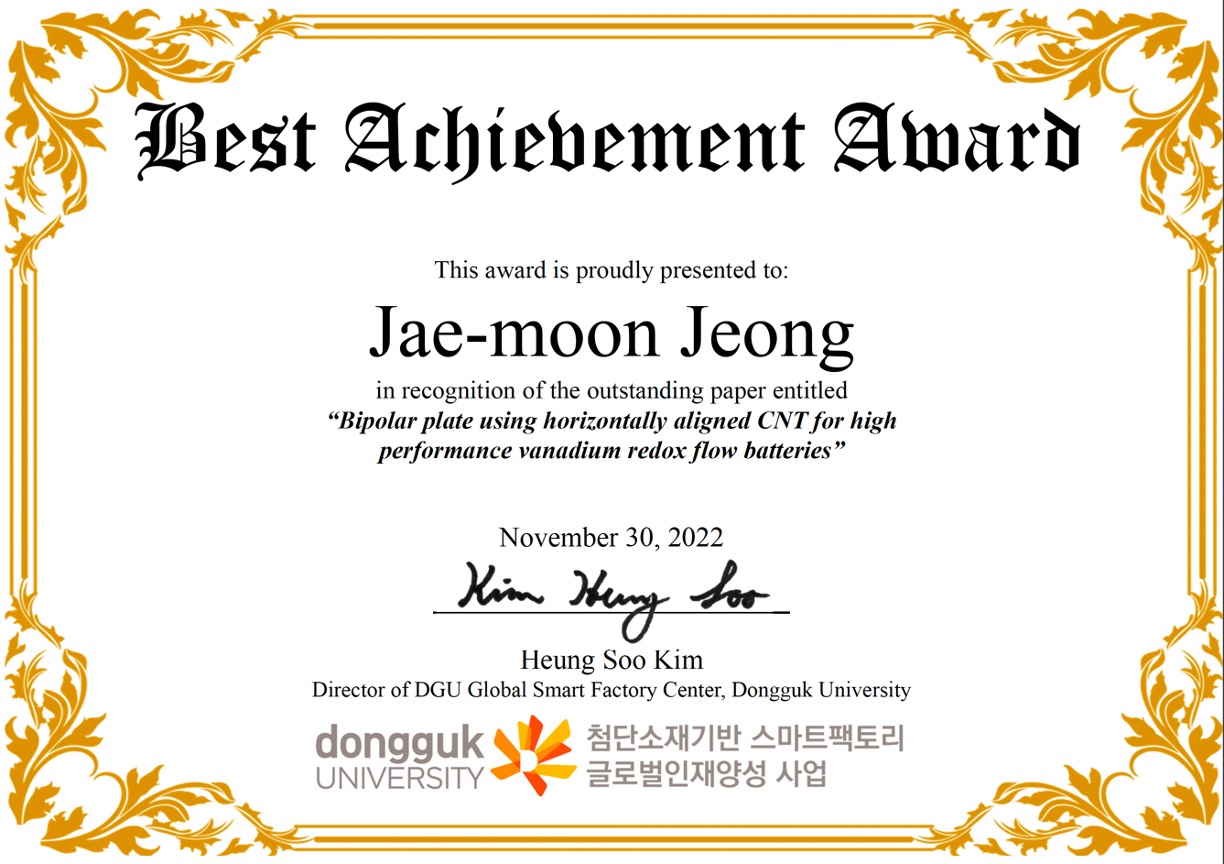 Best Achievement Award
This award is proudly presented to:
Jae-moon Jeong
in recognition of the outstanding paper entitled
“Bipolar plate using horizontally aligned CNT for high
performance vanadium redox flow batteries”
November 30, 2022
Kim Heung Soo
Heung Soo Kim
Director of DGU Global Smart Factory Center, Dongguk University
dongguk
UNIVERSITY
첨단소재기반 스마트팩토리
글로벌인재양성 사업